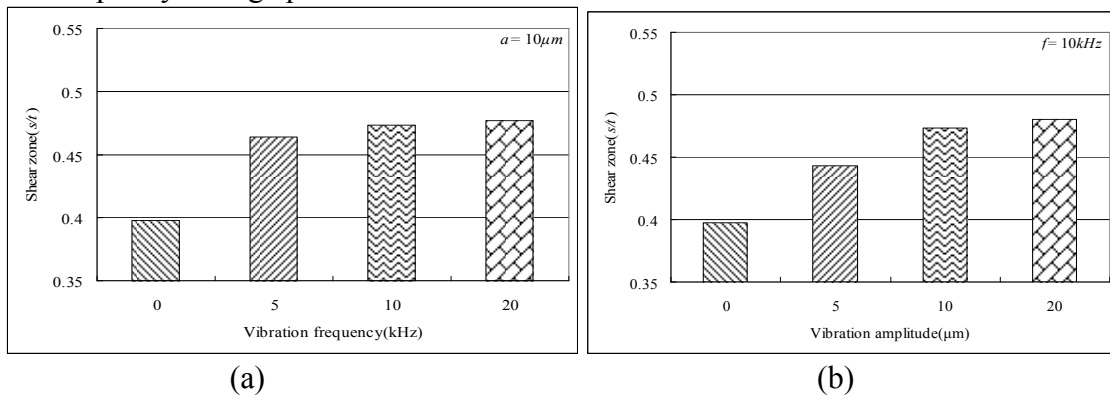 a= 10μm
0.55
0.5
0.45
0.4
0.35
Shear zone(s/t)
0 5 10 20
Vibration frequency(kHz)
(a)
f= 10kHz
0.55
0.5
0.45
0.4
0.35
Shear zone(s/t)
0 5 10 20
Vibration amplitude(μm)
(b)